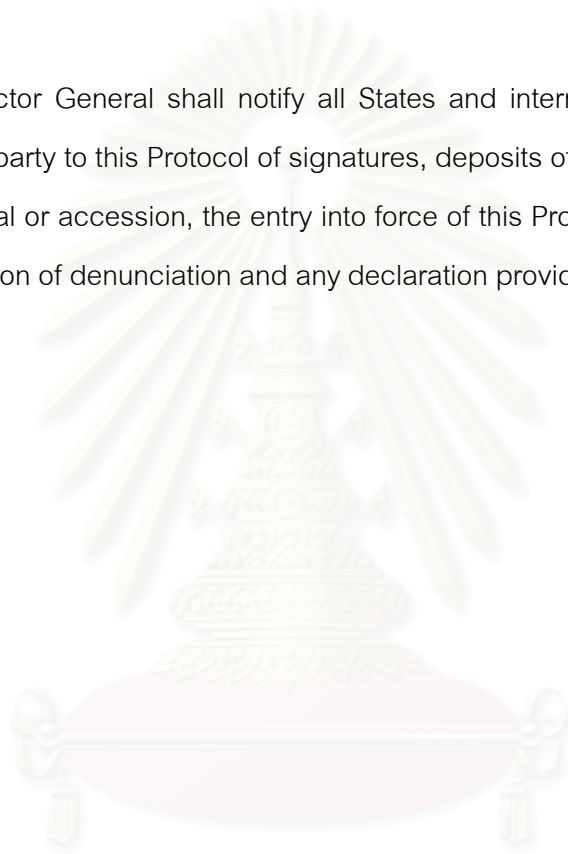 ctor General shall notify all States and intern
party to this Protocol of signatures, deposits of
al or accession, the entry into force of this Pro
on of denunciation and any declaration provid